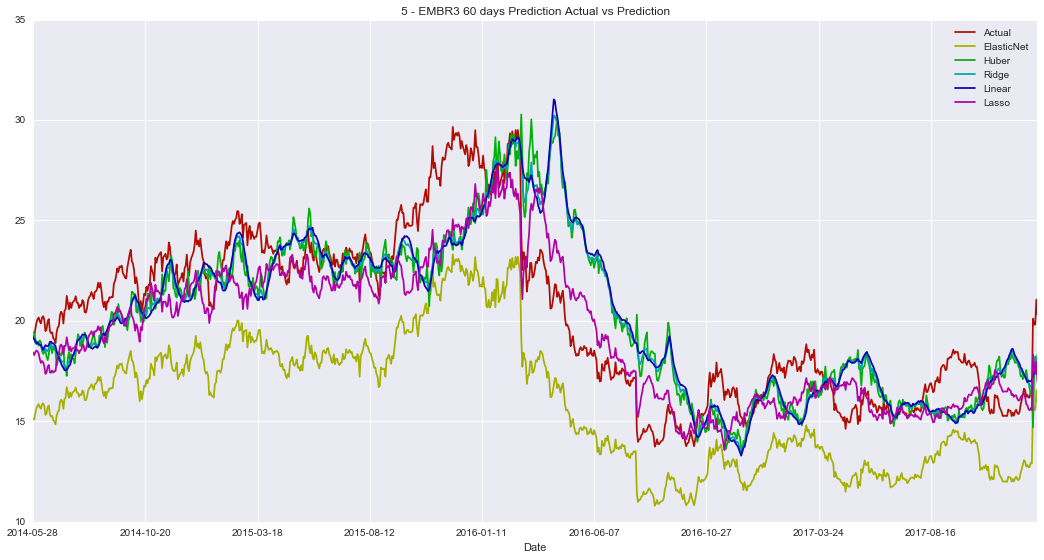 5 - EMBR3 60 days Prediction Actual vs Prediction
35
30
25
20
15
10
Actual
ElasticNet
Huber
Ridge
Linear
Lasso
2014-05-28 2014-10-20 2015-03-18 2015-08-12 2016-01-11 2016-06-07 2016-10-27 2017-03-24 2017-08-16
Date